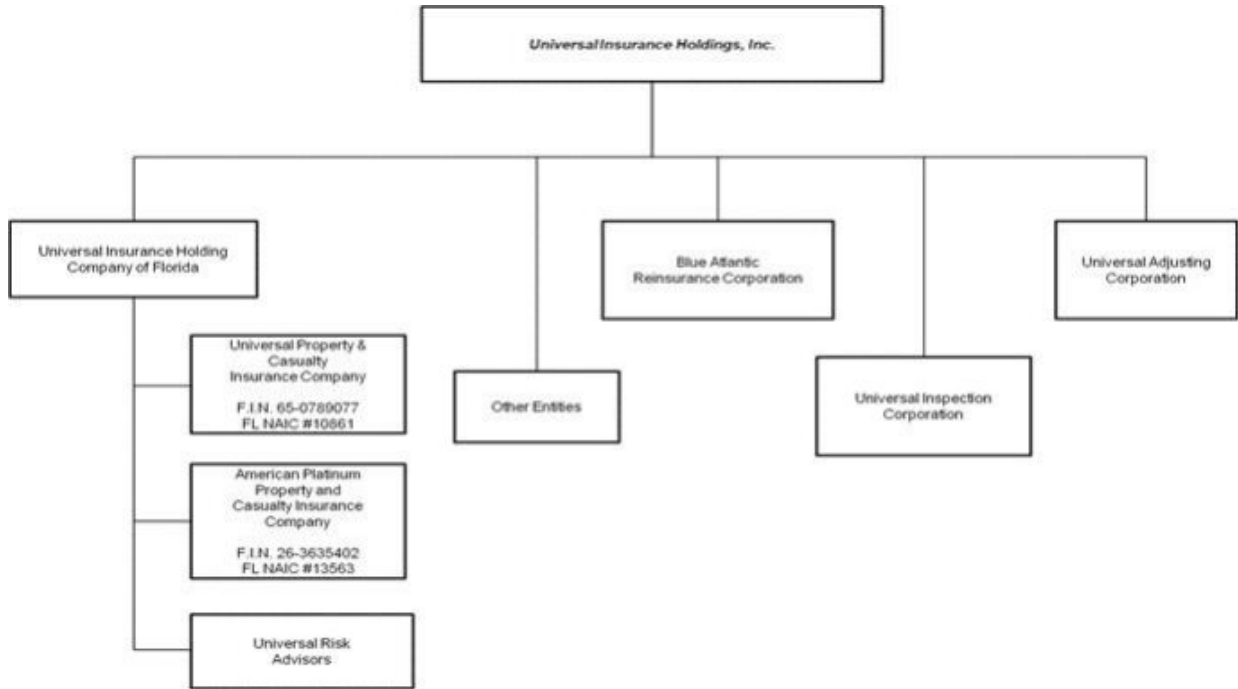 Universal Insurance Holdings, Inc.
Universal Insurance Holding
Company of Florida
Blue Atlantic
Reinsurance Corporation
Universal Adjusting
Corporation
Universal Property &
Casualty
Insurance Company
F.I.N. 65-0789077
FL NAIC #10861
Other Entities
Universal Inspection
Corporation
American Platinum
Property and
Casualty Insurance
Company
F.I.N. 26-3635402
FL NAIC #13563
Universal Risk
Advisors